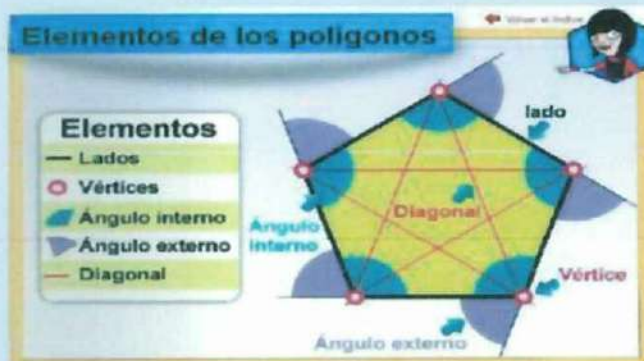 Volver al índice
Elementos de los polígonos
Elementos
Lados
Vértices
Ángulo interno
Ángulo externo
Diagonal
lado
Diagonal
Ángulo
interno
Vértice
Ángulo externo